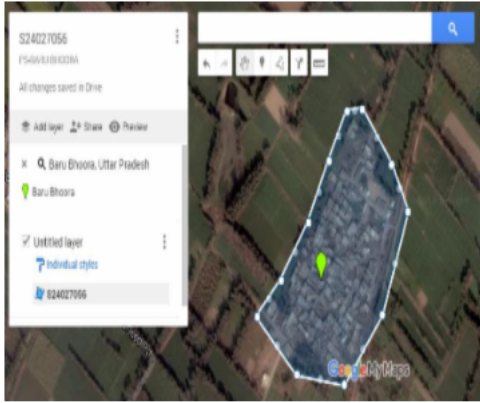 S24027056
All changes saved in Drive
Add layer Share Preview
Baru Bhoora, Uttar Pradesh
Baru Bhoora
Untitled layer
Individual styles
S24027056
Google My Maps